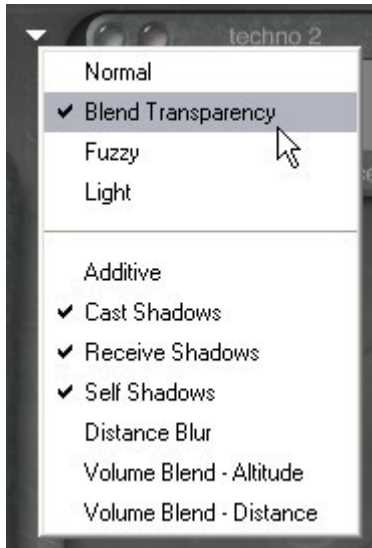 techno 2
Normal
Blend Transparency
Fuzzy
Light
Additive
Cast Shadows
Receive Shadows
Self Shadows
Distance Blur
Volume Blend - Altitude
Volume Blend - Distance